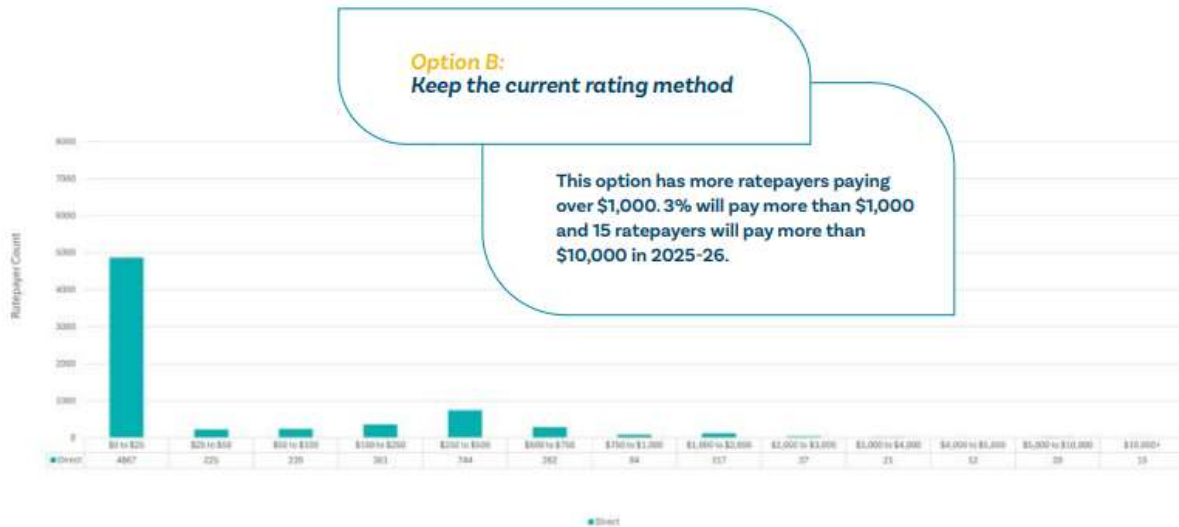 Option B:
Keep the current rating method
This option has more ratepayers paying
over $1,000. 3% will pay more than $1,000
and 15 ratepayers will pay more than
$10,000 in 2025-26.
Ratepayer Count
8000
7000
6000
5000
4000
3000
2000
1000
0
$0 to $25 $25 to $50 $50 to $100 $100 to $250 $250 to $500 $500 to $750 $750 to $1,000 $1,000 to $2,000 $2,000 to $3,000 $3,000 to $4,000 $4,000 to $5,000 $5,000 to $10,000 $10,000+
Direct 4867 225 239 361 744 282 117 37 21 15
Direct